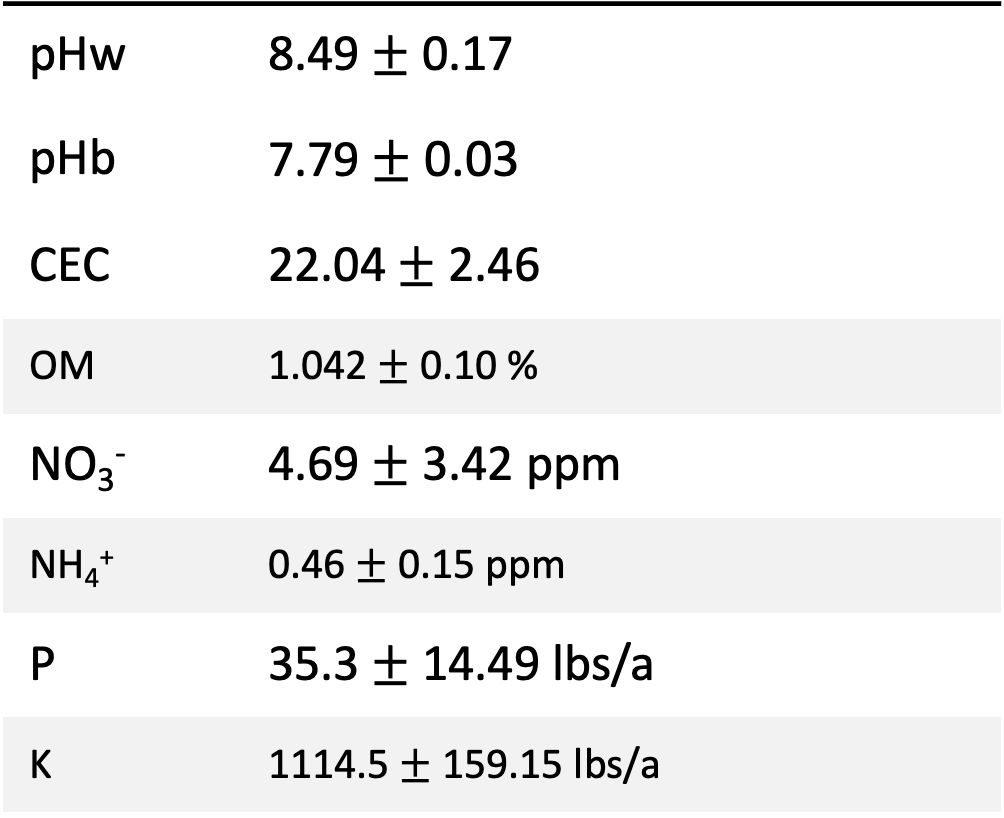 pHw 8.49 ± 0.17
pHb 7.79 ± 0.03
CEC 22.04 ± 2.46
OM 1.042 ± 0.10 %
NO₃⁻ 4.69 ± 3.42 ppm
NH₄⁺ 0.46 ± 0.15 ppm
P 35.3 ± 14.49 lbs/a
K 1114.5 ± 159.15 lbs/a